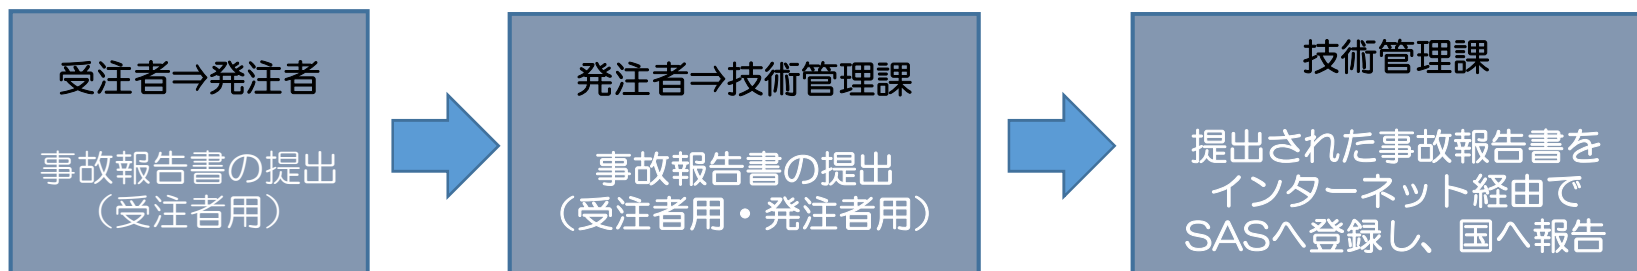 受注者⇒発注者
事故報告書の提出
（受注者用）
発注者⇒技術管理課
事故報告書の提出
（受注者用・発注者用）
技術管理課
提出された事故報告書を
インターネット経由で
SASへ登録し、国へ報告